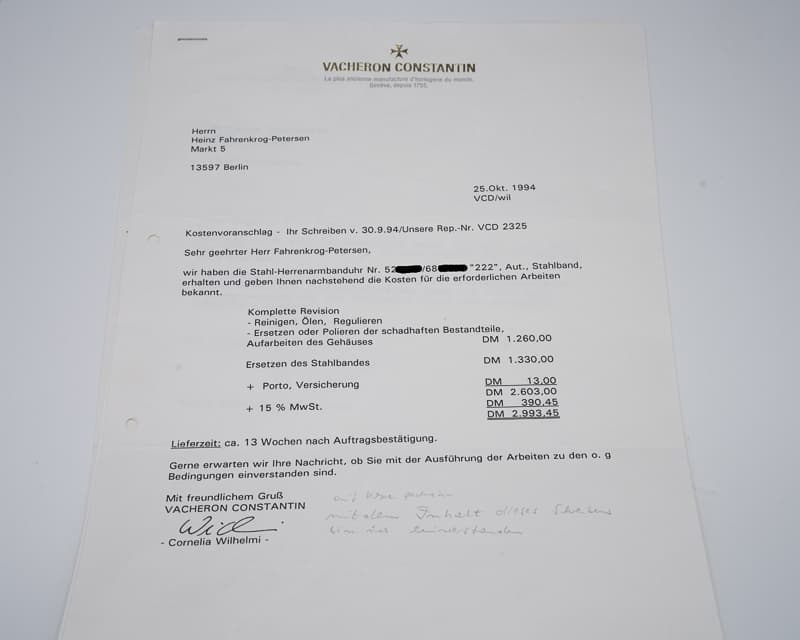 VACHERON CONSTANTIN
La plus ancienne manufacture d'horlogerie du monde.
Genève, depuis 1755.
Herrn
Heinz Fahrenkrog-Petersen
Markt 5
13597 Berlin
25.Okt. 1994
VCD/wil
Kostenvoranschlag - Ihr Schreiben v. 30.9.94/Unsere Rep.-Nr. VCD 2325
Sehr geehrter Herr Fahrenkrog-Petersen,
wir haben die Stahl-Herrenarmbanduhr Nr. 52 /68 "222", Aut., Stahlband,
erhalten und geben Ihnen nachstehend die Kosten für die erforderlichen Arbeiten
bekannt.
Komplette Revision
- Reinigen, Ölen, Regulieren
- Ersetzen oder Polieren der schadhaften Bestandteile,
Aufarbeiten des Gehäuses DM 1.260,00
Ersetzen des Stahlbandes DM 1.330,00
+ Porto, Versicherung DM 13,00
DM 2.603,00
+ 15 % MwSt. DM 390,45
DM 2.993,45
Lieferzeit: ca. 13 Wochen nach Auftragsbestätigung.
Gerne erwarten wir Ihre Nachricht, ob Sie mit der Ausführung der Arbeiten zu den o. g
Bedingungen einverstanden sind.
Mit freundlichem Gruß
VACHERON CONSTANTIN
- Cornelia Wilhelmi -
mit dem Inhalt dieses
einverstanden